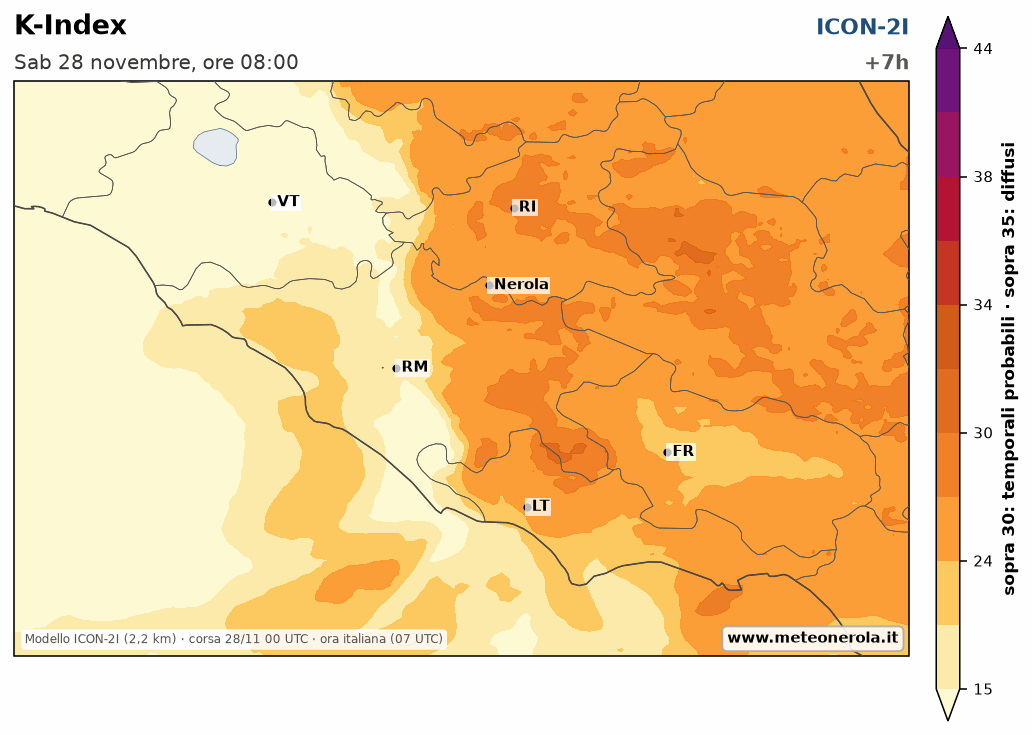 K-Index
ICON-2I
Sab 28 novembre, ore 08:00
+7h
44
38
34
30
24
15
sopra 30: temporali probabili · sopra 35: diffusi
VT
RI
Nerola
RM
FR
LT
Modello ICON-2I (2,2 km) · corsa 28/11 00 UTC · ora italiana (07 UTC)
www.meteonerola.it